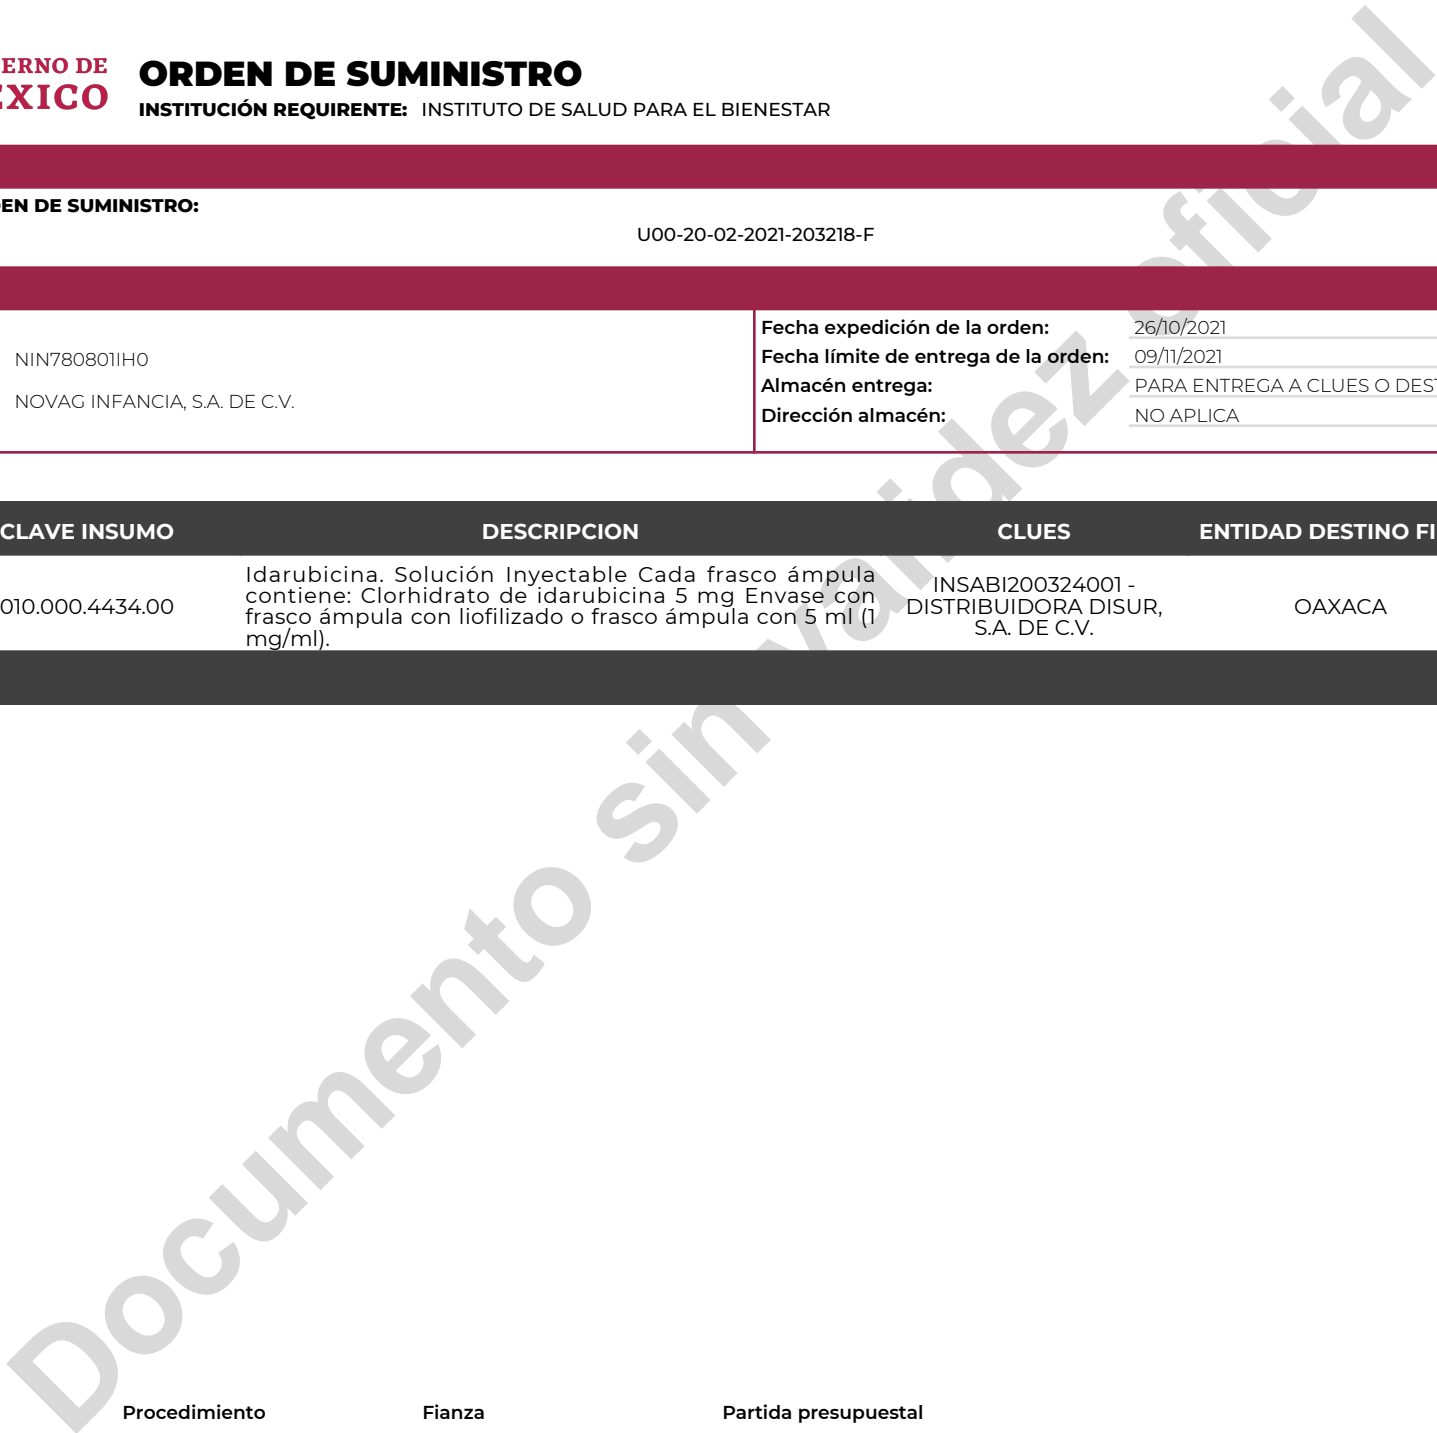 ERNO DE
ÉXICO
ORDEN DE SUMINISTRO
INSTITUCIÓN REQUIRENTE: INSTITUTO DE SALUD PARA EL BIENESTAR
EN DE SUMINISTRO:
U00-20-02-2021-203218-F
NIN780801IH0
NOVAG INFANCIA, S.A. DE C.V.
Fecha expedición de la orden: 26/10/2021
Fecha límite de entrega de la orden: 09/11/2021
Almacén entrega: PARA ENTREGA A CLUES O DEST
Dirección almacén: NO APLICA
CLAVE INSUMO DESCRIPCION CLUES ENTIDAD DESTINO FI
010.000.4434.00
Idarubicina. Solución Inyectable Cada frasco ámpula
contiene: Clorhidrato de idarubicina 5 mg Envase con
frasco ámpula con liofilizado o frasco ámpula con 5 ml (1
mg/ml).
INSABI200324001 -
DISTRIBUIDORA DISUR,
S.A. DE C.V.
OAXACA
Documento sin validez oficial
Procedimiento Fianza Partida presupuestal